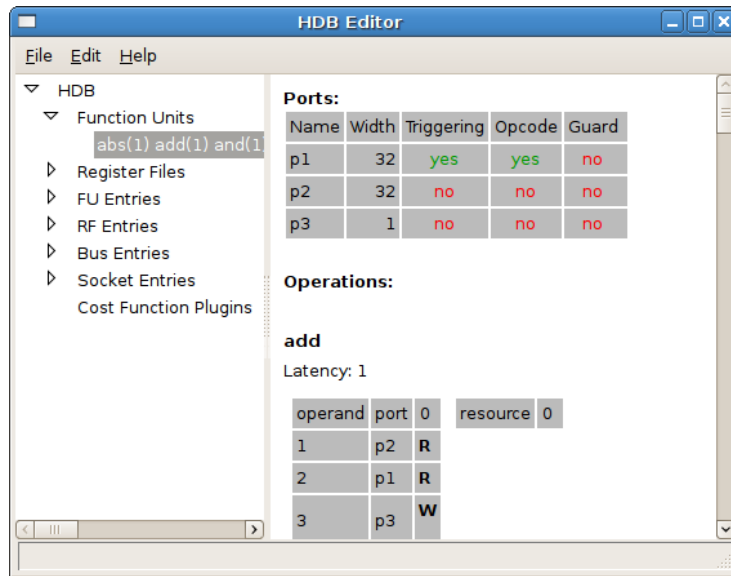 HDB Editor
File Edit Help
HDB
Function Units
abs(1) add(1) and(1)
Register Files
FU Entries
RF Entries
Bus Entries
Socket Entries
Cost Function Plugins
Ports:
Name Width Triggering Opcode Guard
p1 32 yes yes no
p2 32 no no no
p3 1 no no no
Operations:
add
Latency: 1
operand port 0 resource 0
1 p2 R
2 p1 R
3 p3 W